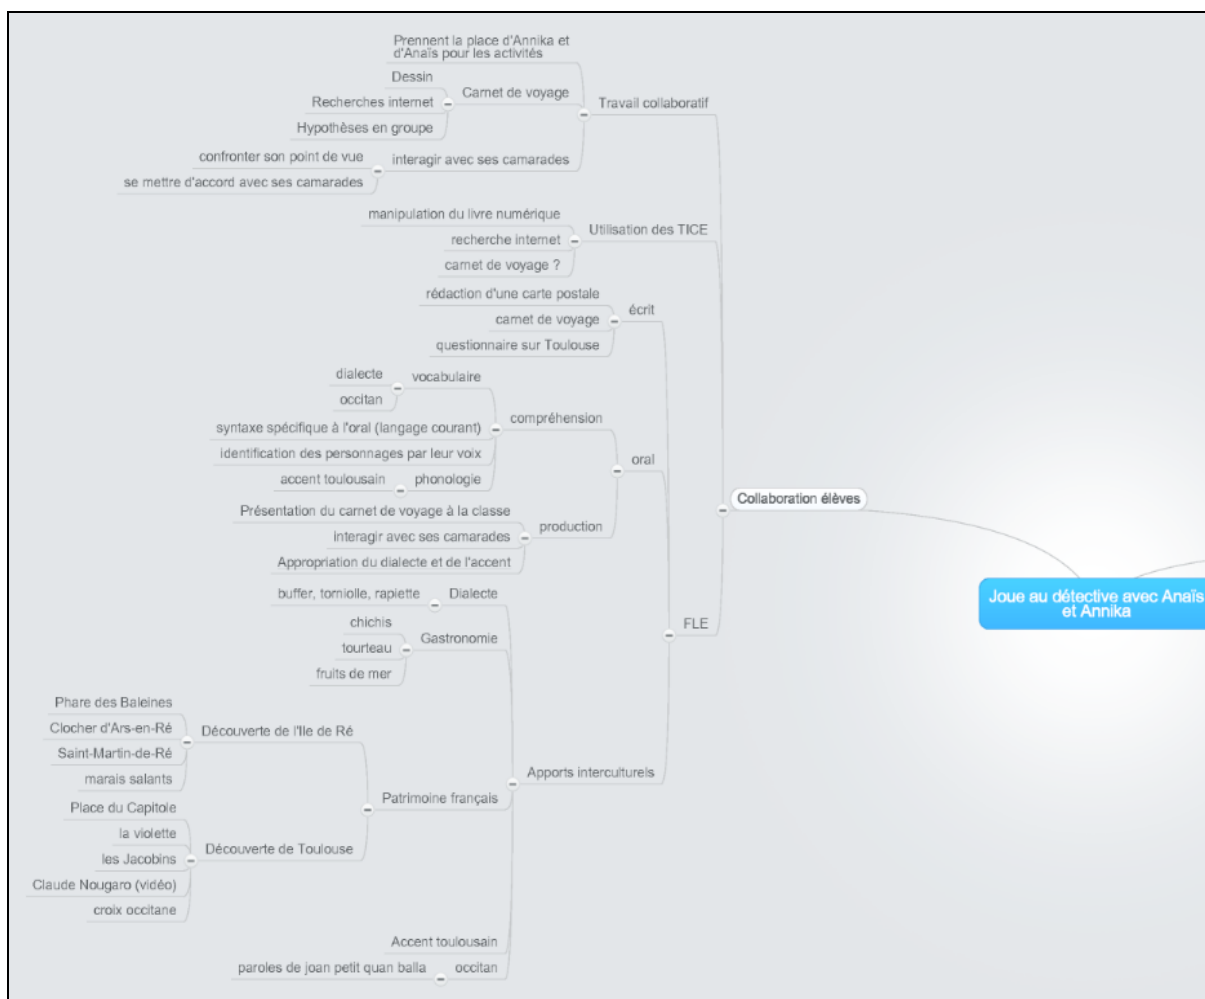 Prennent la place d'Annika et
d'Anaïs pour les activités
Dessin
Carnet de voyage
Recherches internet
Travail collaboratif
Hypothèses en groupe
confronter son point de vue
interagir avec ses camarades
se mettre d'accord avec ses camarades
manipulation du livre numérique
Utilisation des TICE
recherche internet
carnet de voyage ?
rédaction d'une carte postale
écrit
carnet de voyage
questionnaire sur Toulouse
dialecte
vocabulaire
occitan
compréhension
syntaxe spécifique à l'oral (langage courant)
identification des personnages par leur voix
oral
accent toulousain
phonologie
Collaboration élèves
Présentation du carnet de voyage à la classe
production
interagir avec ses camarades
Appropriation du dialecte et de l'accent
buffer, torniolle, rapiette
Dialecte
Joue au détective avec Anaïs
et Annika
chichis
FLE
Gastronomie
tourteau
fruits de mer
Phare des Baleines
Clocher d'Ars-en-Ré
Découverte de l'Ile de Ré
Saint-Martin-de-Ré
marais salants
Apports interculturels
Patrimoine français
Place du Capitole
la violette
Découverte de Toulouse
les Jacobins
Claude Nougaro (vidéo)
croix occitane
Accent toulousain
paroles de joan petit quan balla
occitan